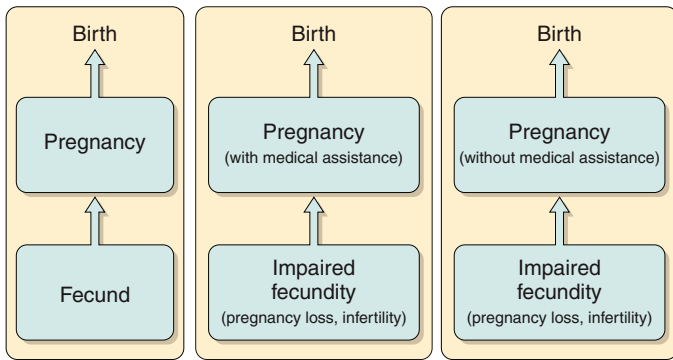 Birth
Pregnancy
Fecund
Birth
Pregnancy
(with medical assistance)
Impaired
fecundity
(pregnancy loss, infertility)
Birth
Pregnancy
(without medical assistance)
Impaired
fecundity
(pregnancy loss, infertility)